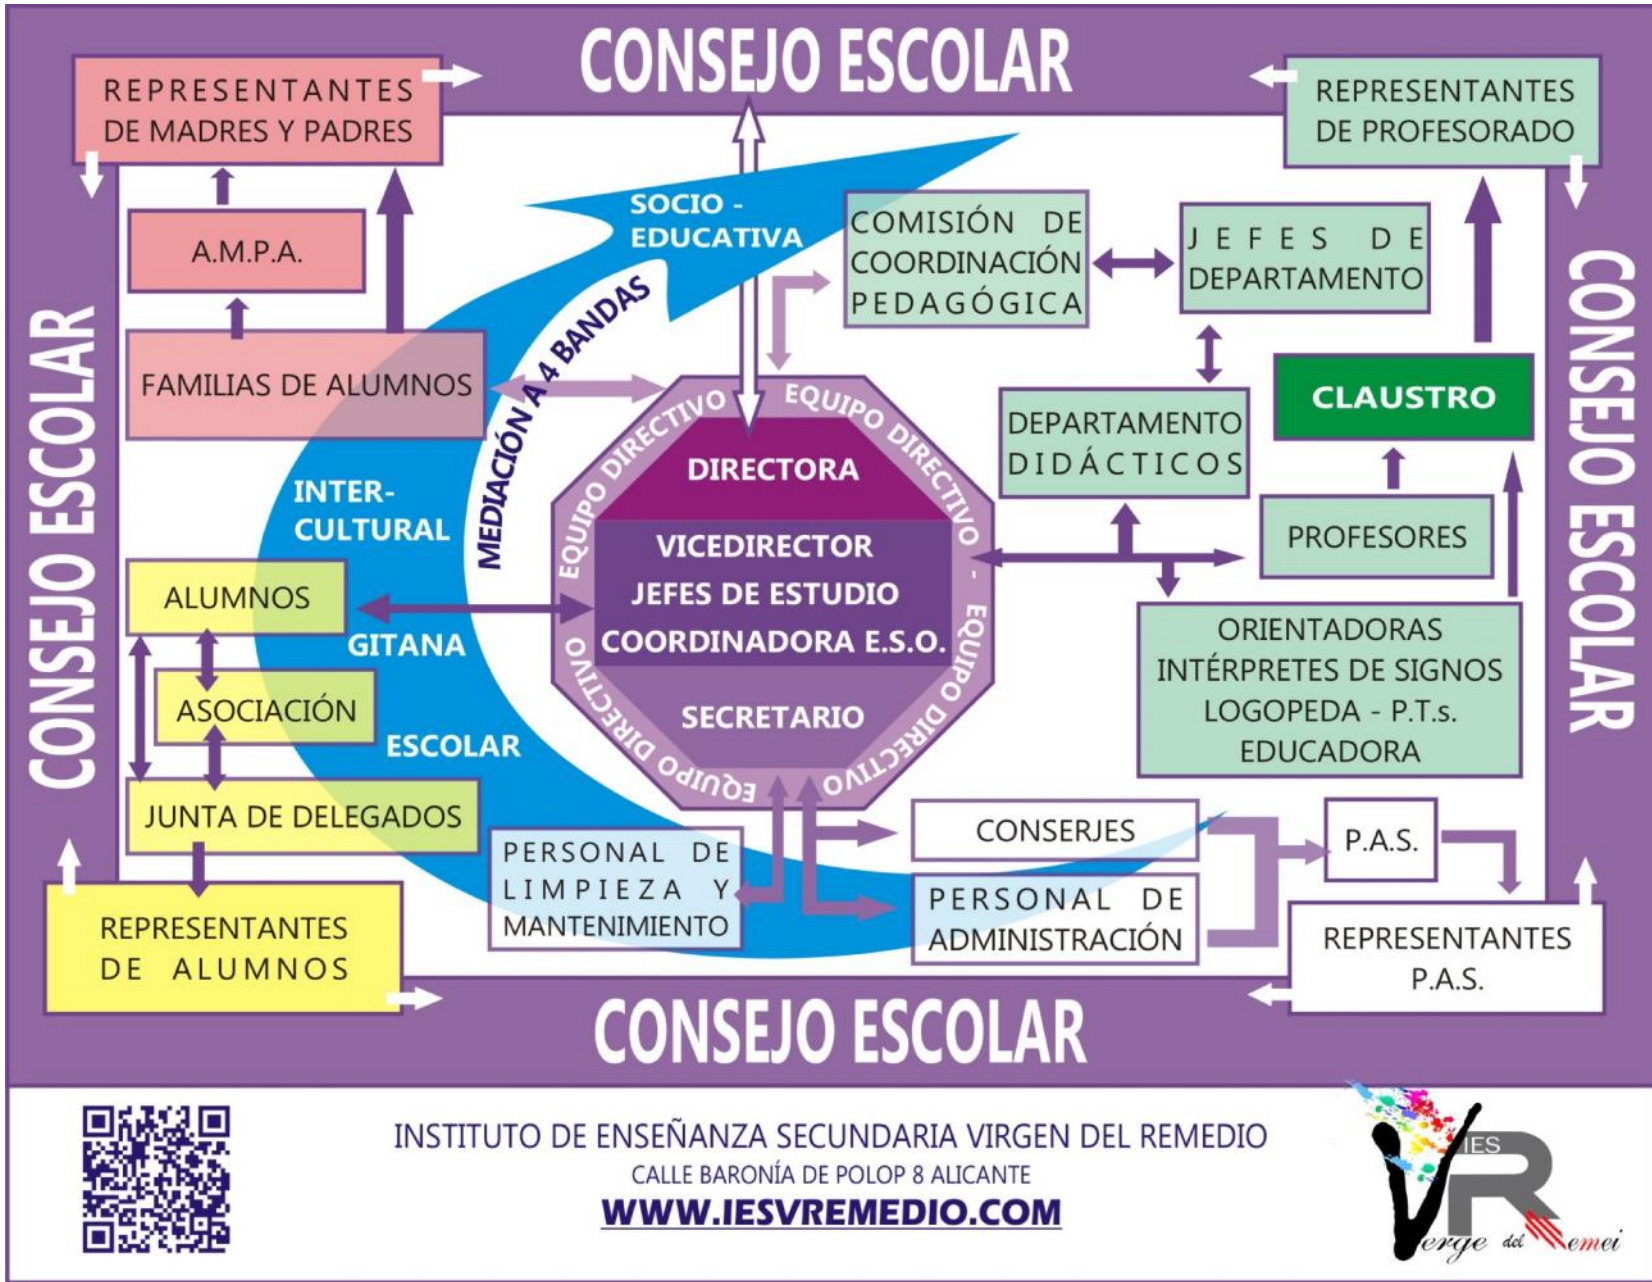 CONSEJO ESCOLAR
REPRESENTANTES
DE MADRES Y PADRES
REPRESENTANTES
DE PROFESORADO
A.M.P.A.
FAMILIAS DE ALUMNOS
SOCIO -
EDUCATIVA
MEDIACIÓN A 4 BANDAS
INTER-
CULTURAL
GITANA
ESCOLAR
COMISIÓN DE
COORDINACIÓN
PEDAGÓGICA
JEFES DE
DEPARTAMENTO
DEPARTAMENTO
DIDÁCTICOS
CLAUSTRO
PROFESORES
ORIENTADORAS
INTÉRPRETES DE SIGNOS
LOGOPEDA - P.T.s.
EDUCADORA
CONSEJO ESCOLAR
CONSEJO ESCOLAR
EQUIPO DIRECTIVO
EQUIPO DIRECTIVO -
EQUIPO DIRECTIVO
EQUIPO DIRECTIVO
DIRECTORA
VICEDIRECTOR
JEFES DE ESTUDIO
COORDINADORA E.S.O.
SECRETARIO
ALUMNOS
ASOCIACIÓN
JUNTA DE DELEGADOS
REPRESENTANTES
DE ALUMNOS
PERSONAL DE
LIMPIEZA Y
MANTENIMIENTO
CONSERJES
PERSONAL DE
ADMINISTRACIÓN
P.A.S.
REPRESENTANTES
P.A.S.
CONSEJO ESCOLAR
INSTITUTO DE ENSEÑANZA SECUNDARIA VIRGEN DEL REMEDIO
CALLE BARONÍA DE POLOP 8 ALICANTE
WWW.IESVREMEDIO.COM
IES
VR
Verge del Remei